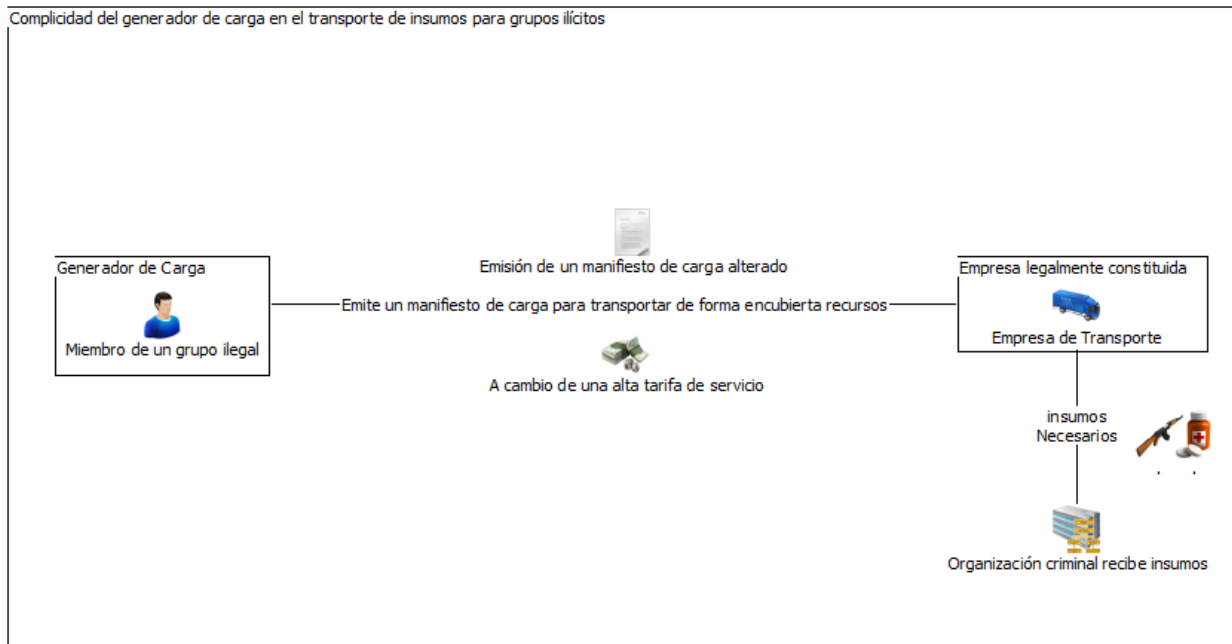 Complicidad del generador de carga en el transporte de insumos para grupos ilícitos
Emisión de un manifiesto de carga alterado
Generador de Carga
Empresa legalmente constituida
Emite un manifiesto de carga para transportar de forma encubierta recursos
Miembro de un grupo ilegal
Empresa de Transporte
A cambio de una alta tarifa de servicio
insumos
Necesarios
Organización criminal recibe insumos